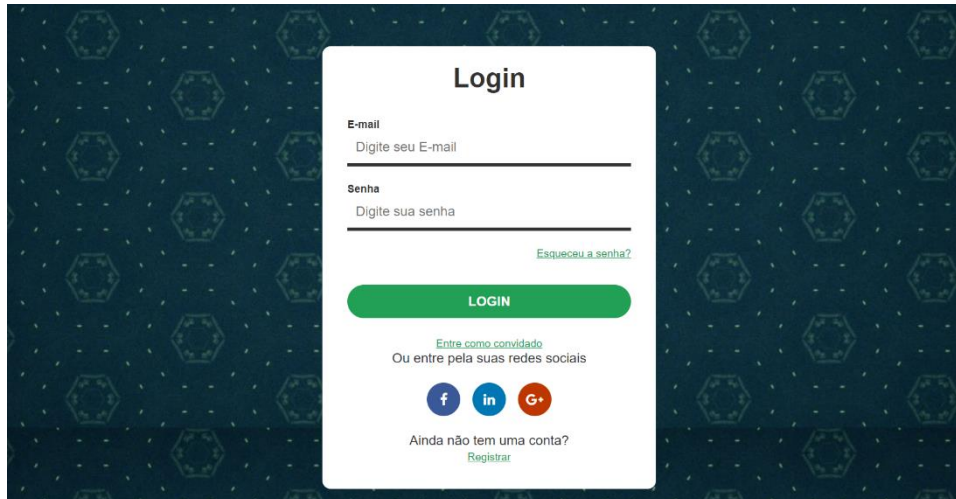 Login
E-mail
Digite seu E-mail
Senha
Digite sua senha
Esqueceu a senha?
LOGIN
Entre como convidado
Ou entre pela suas redes sociais
f in G+
Ainda não tem uma conta?
Registrar